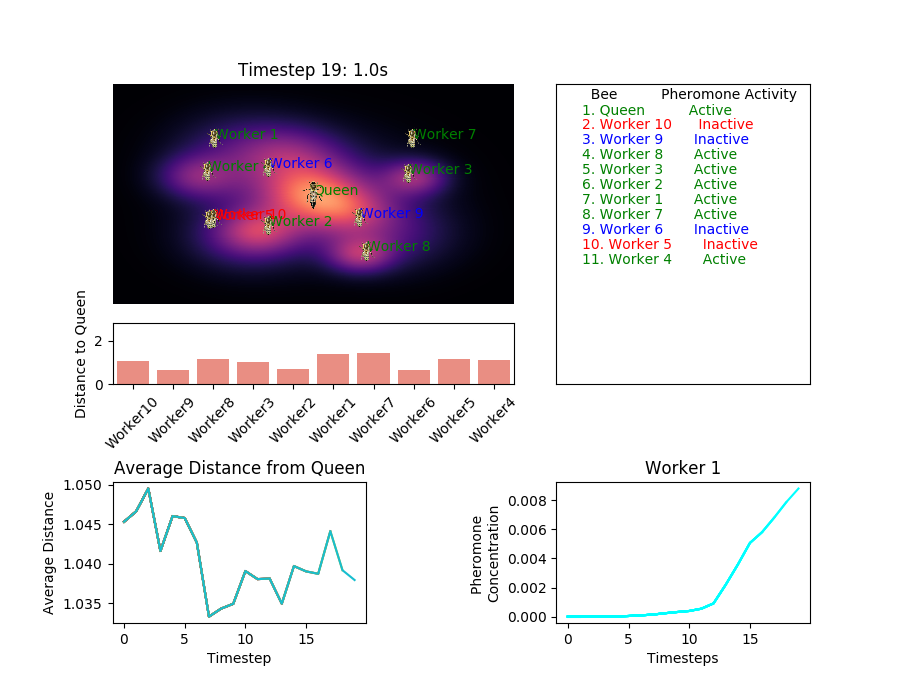 Timestep 19: 1.0s
Worker 1
Worker 7
Worker 6
Worker
Worker 3
Queen
Worker 10
Worker 9
Worker 2
Worker 8
Bee Pheromone Activity
1. Queen Active
2. Worker 10 Inactive
3. Worker 9 Inactive
4. Worker 8 Active
5. Worker 3 Active
6. Worker 2 Active
7. Worker 1 Active
8. Worker 7 Active
9. Worker 6 Inactive
10. Worker 5 Inactive
11. Worker 4 Active
Distance to Queen
2
0
Worker10 Worker9 Worker8 Worker3 Worker2 Worker1 Worker7 Worker6 Worker5 Worker4
Average Distance from Queen
Average Distance
1.050
1.045
1.040
1.035
0 5 10 15
Timestep
Worker 1
Pheromone
Concentration
0.008
0.006
0.004
0.002
0.000
0 5 10 15
Timesteps